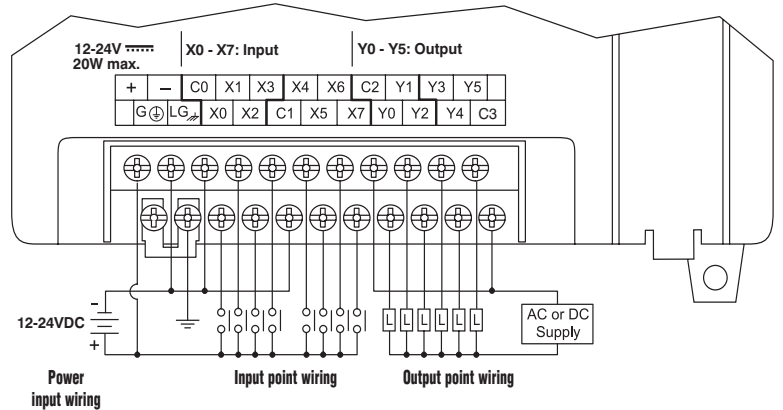 12-24V
20W max.
X0 - X7: Input
Y0 - Y5: Output
+ – C0 X1 X3 X4 X6 C2 Y1 Y3 Y5
G LG X0 X2 C1 X5 X7 Y0 Y2 Y4 C3
-
12-24VDC
+
L L L L L L
AC or DC
Supply
Power
input wiring
Input point wiring
Output point wiring